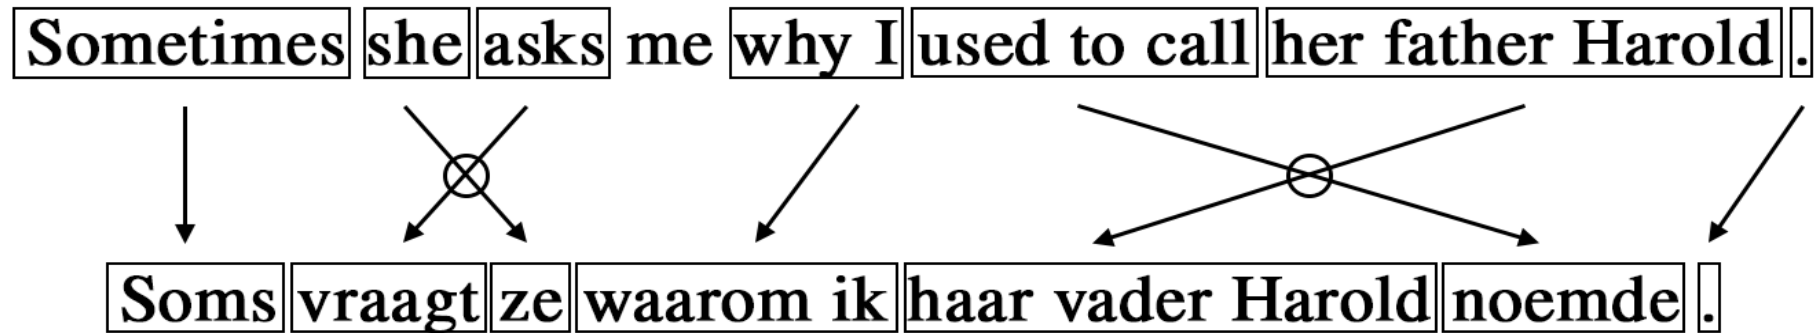 Sometimes she asks me why I used to call her father Harold .
Soms vraagt ze waarom ik haar vader Harold noemde .